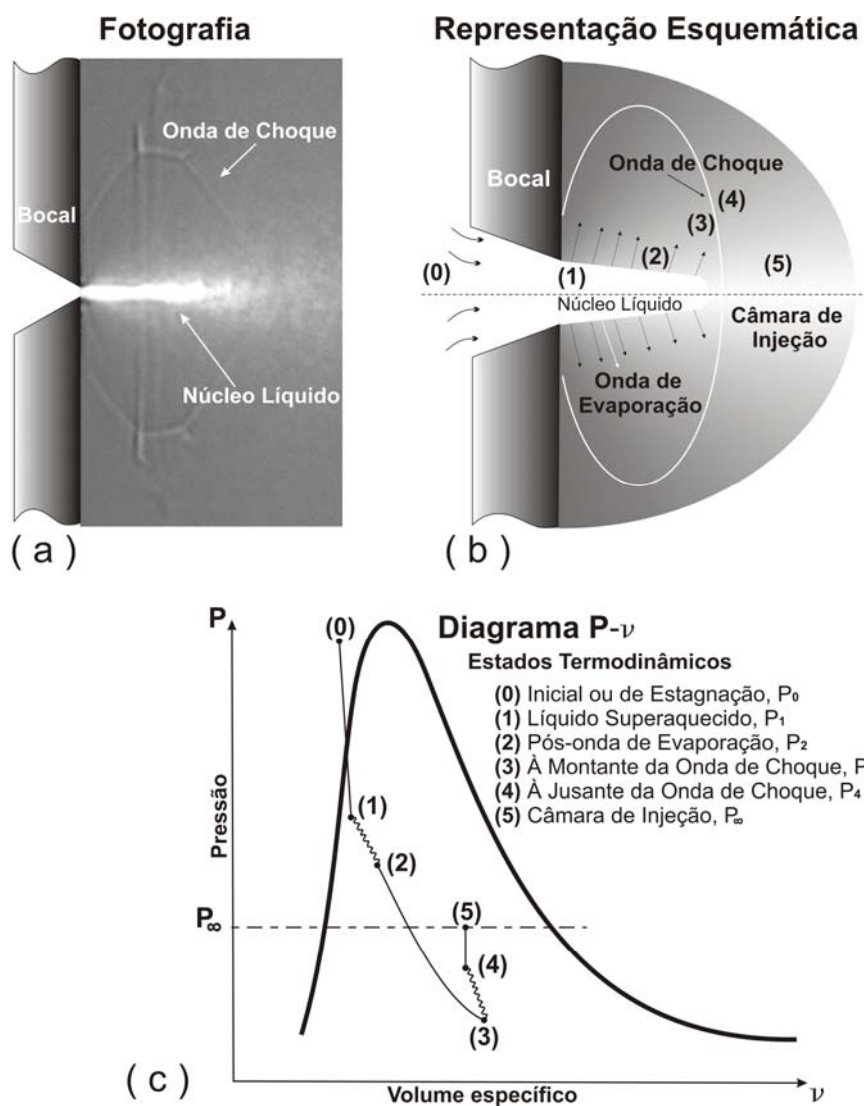 Fotografia
Representação Esquemática
Onda de Choque
Bocal
Núcleo Líquido
( a )
Onda de Choque
Bocal
(4)
(3)
(0)
(1)
(2)
(5)
Núcleo Líquido
Câmara de
Injeção
Onda de
Evaporação
( b )
P
(0)
Diagrama P-ν
Estados Termodinâmicos
(0) Inicial ou de Estagnação, P₀
(1) Líquido Superaquecido, P₁
(2) Pós-onda de Evaporação, P₂
(3) À Montante da Onda de Choque, P
(4) À Jusante da Onda de Choque, P₄
(5) Câmara de Injeção, P∞
Pressão
(1)
(2)
P∞
(5)
(4)
(3)
( c )
Volume específico
ν